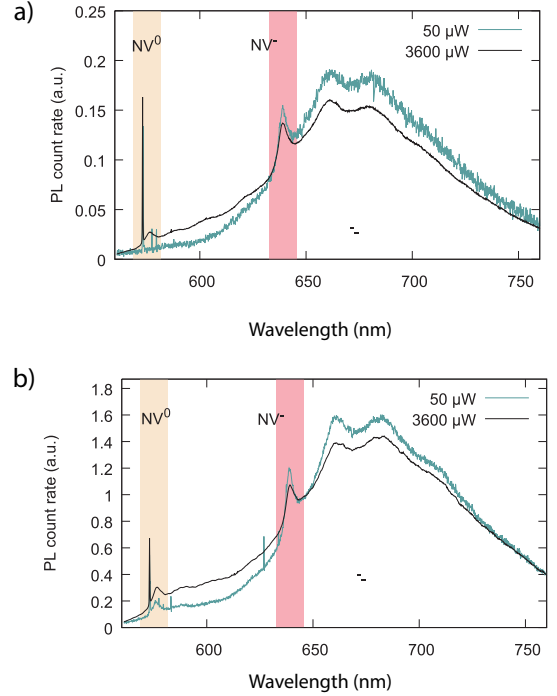 a)
0.25
0.2
0.15
0.1
0.05
0
PL count rate (a.u.)
NV⁰
NV⁻
50 µW
3600 µW
600
650
700
750
Wavelength (nm)
b)
1.6
1.4
1.2
1
0.8
0.6
0.4
0.2
0
PL count rate (a.u.)
NV⁰
NV⁻
50 µW
3600 µW
600
650
700
750
Wavelength (nm)